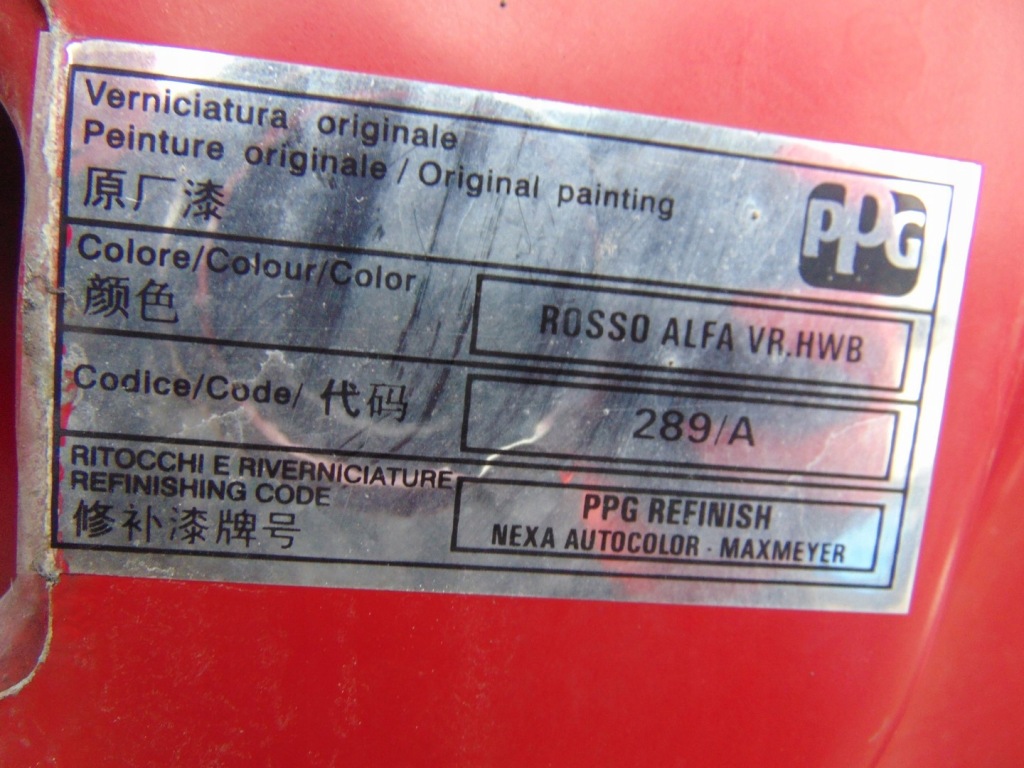 Verniciatura originale
Peinture originale / Original painting
原厂漆
PPG
Colore/Colour/Color
颜色
ROSSO ALFA VR.HWB
Codice/Code/ 代码
289/A
RITOCCHI E RIVERNICIATURE
REFINISHING CODE
修补漆牌号
PPG REFINISH
NEXA AUTOCOLOR · MAXMEYER